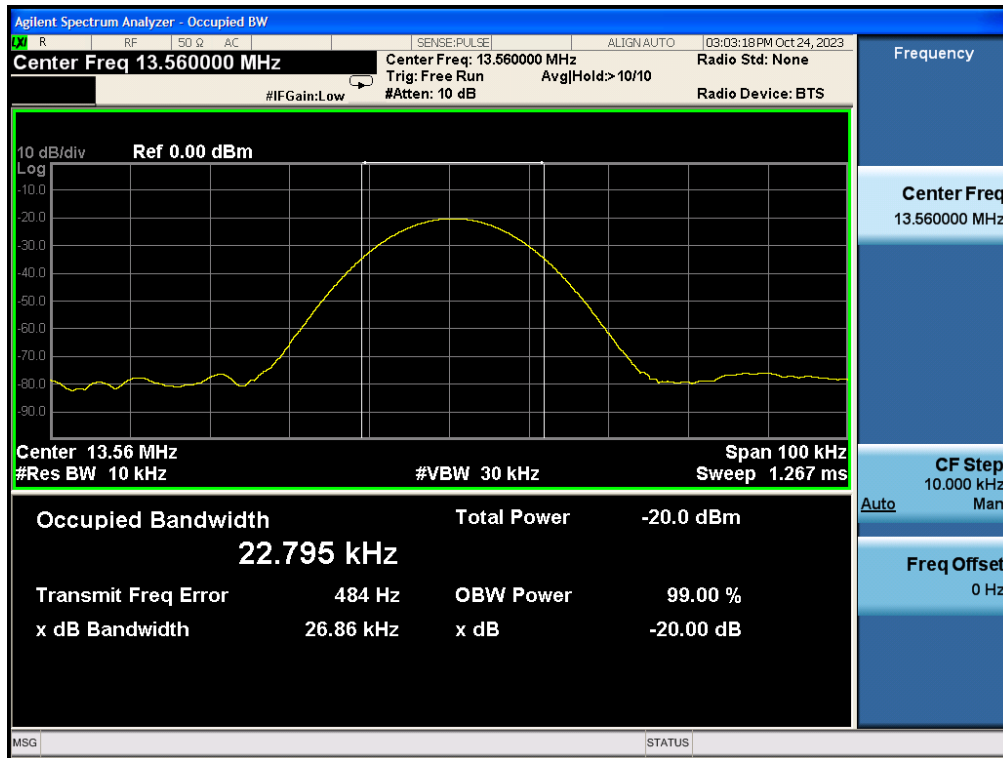 Agilent Spectrum Analyzer - Occupied BW
LXI R RF 50 Ω AC SENSE:PULSE ALIGN AUTO 03:03:18 PM Oct 24, 2023
Center Freq 13.560000 MHz
#IFGain:Low
Center Freq: 13.560000 MHz
Trig: Free Run Avg|Hold:> 10/10
#Atten: 10 dB
Radio Std: None
Radio Device: BTS
10 dB/div Ref 0.00 dBm
Log
-10.0
-20.0
-30.0
-40.0
-50.0
-60.0
-70.0
-80.0
-90.0
Center 13.56 MHz Span 100 kHz
#Res BW 10 kHz #VBW 30 kHz Sweep 1.267 ms
Occupied Bandwidth Total Power -20.0 dBm
22.795 kHz
Transmit Freq Error 484 Hz OBW Power 99.00 %
x dB Bandwidth 26.86 kHz x dB -20.00 dB
MSG STATUS
Frequency
Center Freq
13.560000 MHz
CF Step
10.000 kHz
Auto Man
Freq Offset
0 Hz